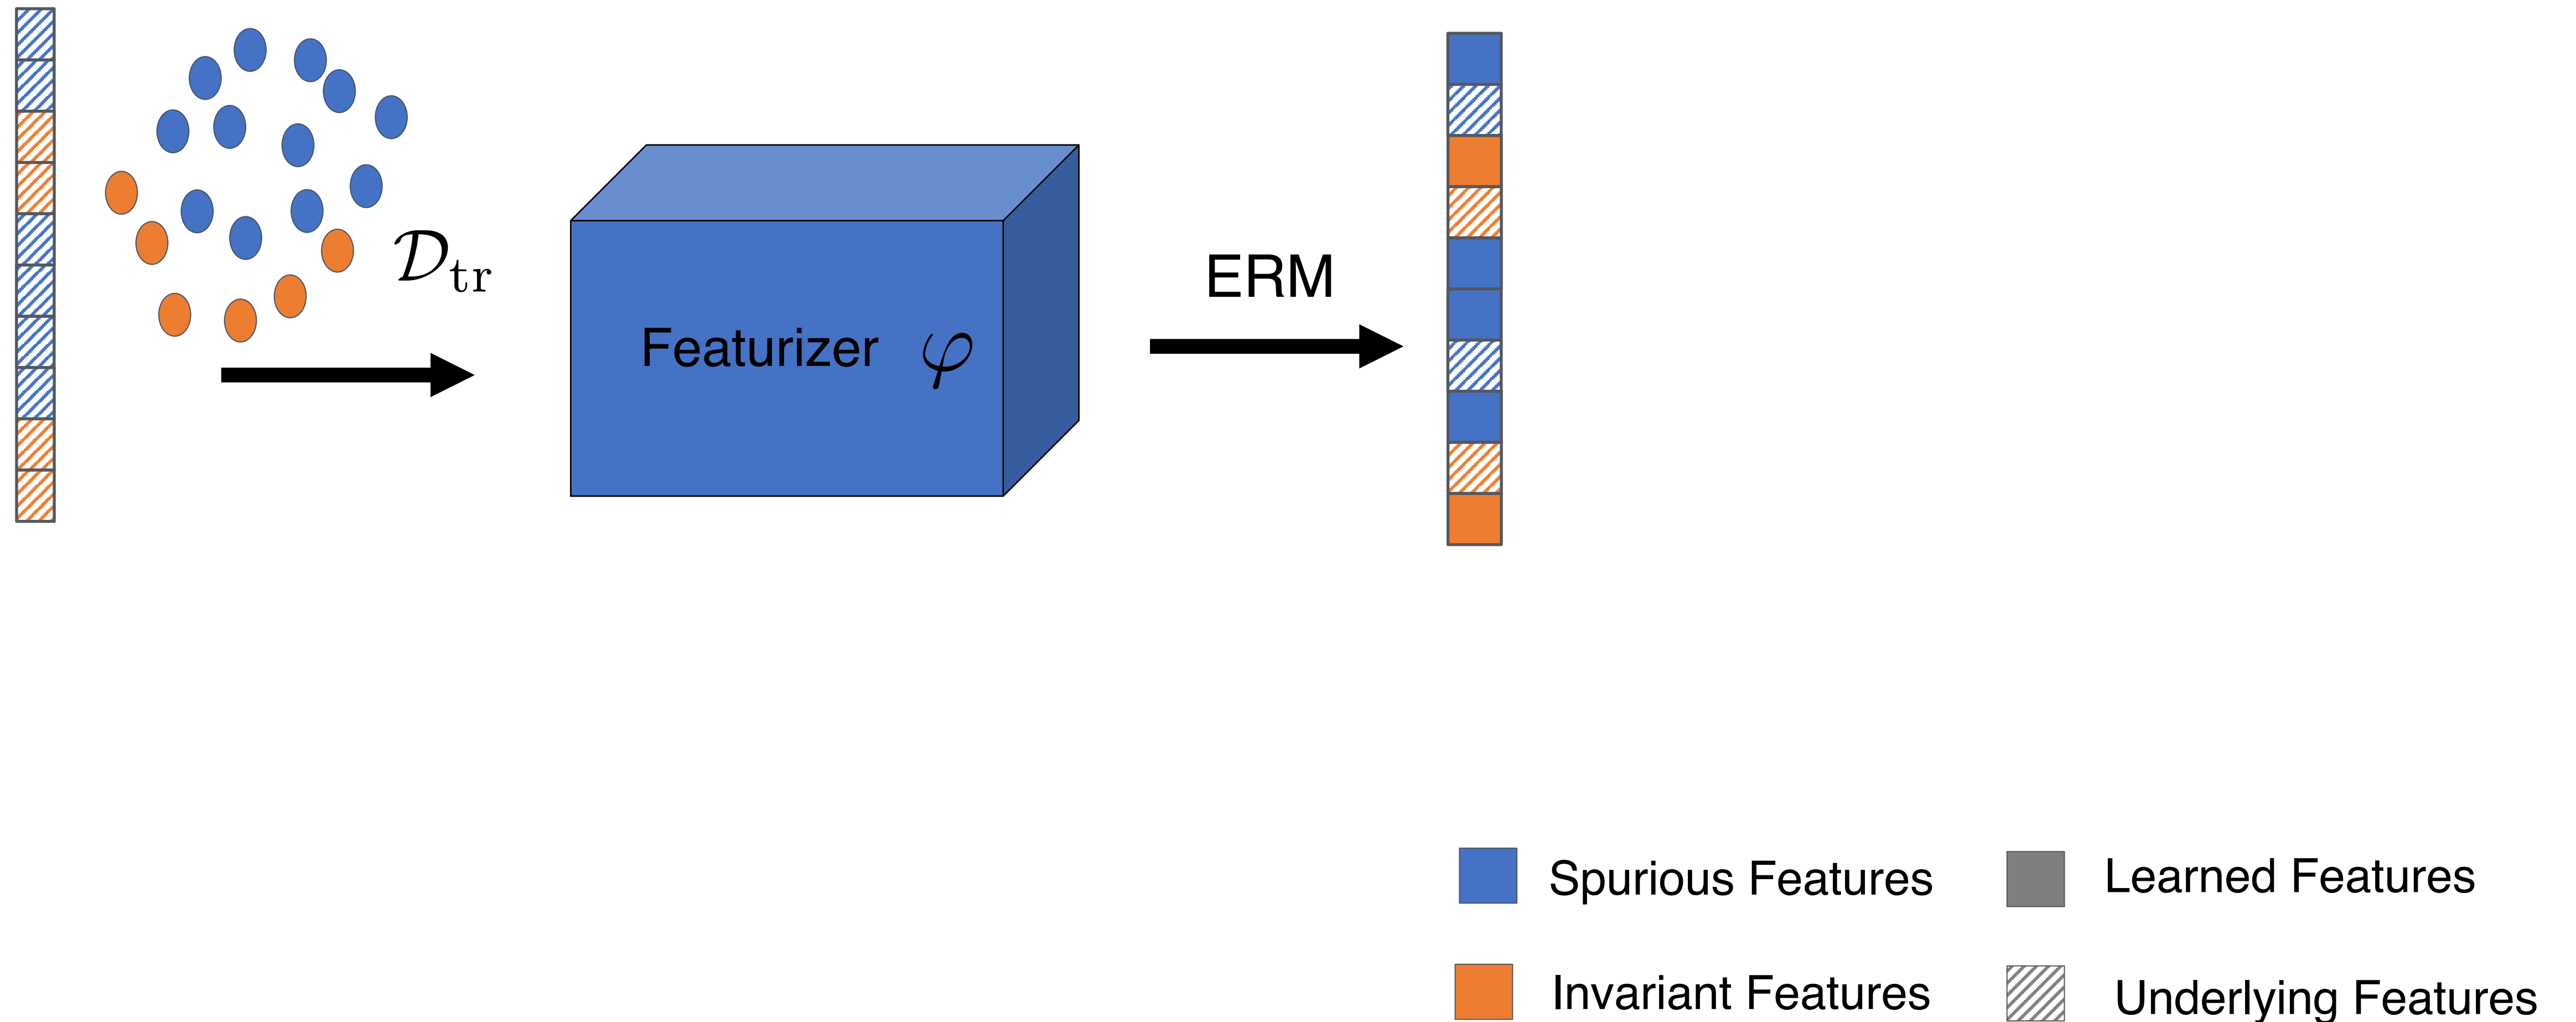 𝒟tr
Featurizer φ
ERM
Spurious Features
Learned Features
Invariant Features
Underlying Features